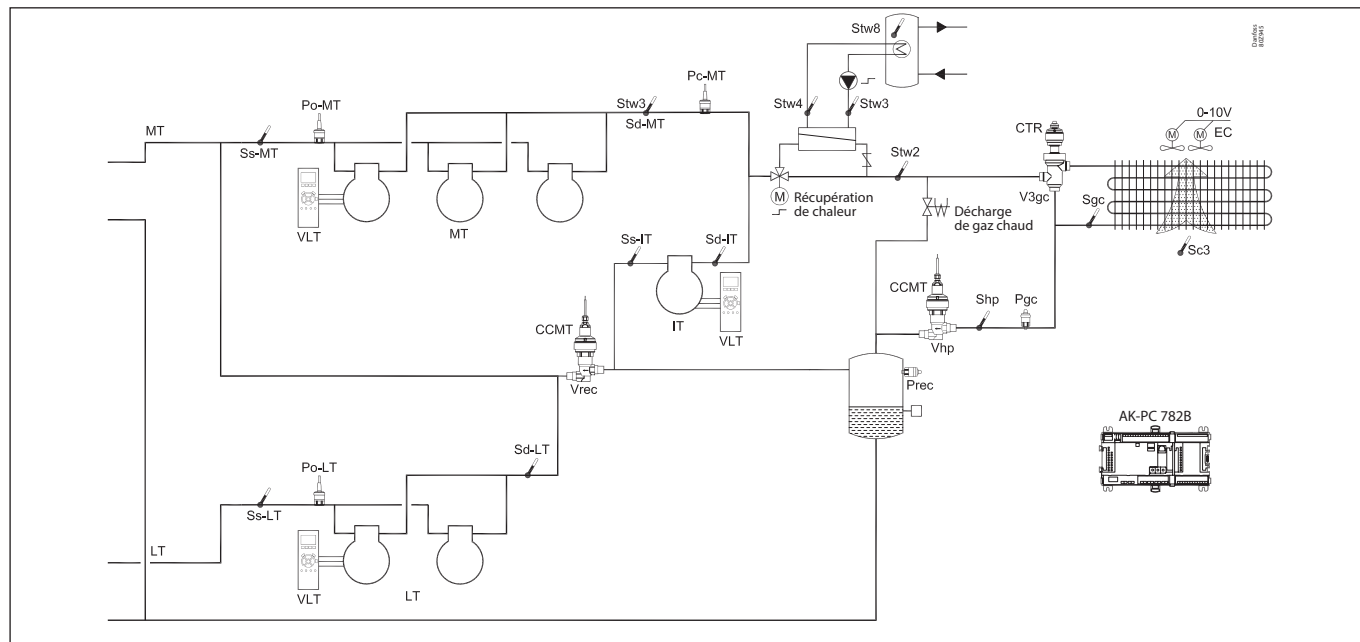 Danfoss
802945
Stw8
Pc-MT
Po-MT
Stw3
Stw4
Stw3
0-10V
CTR
EC
M
M
MT
Sd-MT
Ss-MT
Stw2
M
Récupération
de chaleur
V3gc
Sgc
Décharge
de gaz chaud
VLT
MT
Ss-IT
Sd-IT
Sc3
CCMT
Shp
Pgc
CCMT
IT
VLT
Vhp
Vrec
Prec
AK-PC 782B
Sd-LT
Po-LT
Ss-LT
LT
VLT
LT